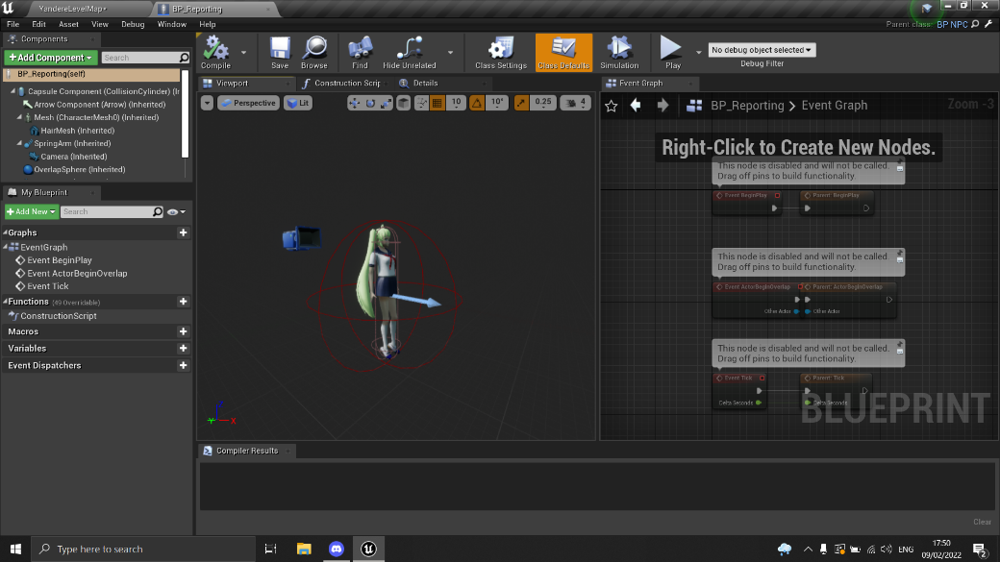 YandereLevelMap*
BP_Reporting
File Edit Asset View Debug Window Help
Parent class: BP NPC
Components
+Add Component
Search
BP_Reporting(self)
Capsule Component (CollisionCylinder) (Ir
Arrow Component (Arrow) (Inherited)
Mesh (CharacterMesh0) (Inherited)
HairMesh (Inherited)
SpringArm (Inherited)
Camera (Inherited)
OverlapSphere (Inherited)
My Blueprint
+Add New
Search
Graphs
EventGraph
Event BeginPlay
Event ActorBeginOverlap
Event Tick
Functions (49 Overridable)
ConstructionScript
Macros
Variables
Event Dispatchers
Compile
Save
Browse
Find
Hide Unrelated
Class Settings
Class Defaults
Simulation
Play
No debug object selected
Debug Filter
Viewport
Construction Scrip
Details
Perspective
Lit
10
10°
0.25
4
X
Event Graph
BP_Reporting > Event Graph
Zoom -3
Right-Click to Create New Nodes.
This node is disabled and will not be called.
Drag off pins to build functionality.
Event BeginPlay
Parent: BeginPlay
This node is disabled and will not be called.
Drag off pins to build functionality.
Event ActorBeginOverlap
Parent: ActorBeginOverlap
Other Actor
Other Actor
This node is disabled and will not be called.
Drag off pins to build functionality.
Event Tick
Parent: Tick
Delta Seconds
Delta Seconds
BLUEPRINT
Compiler Results
Clear
Type here to search
ENG
17:50
09/02/2022
2